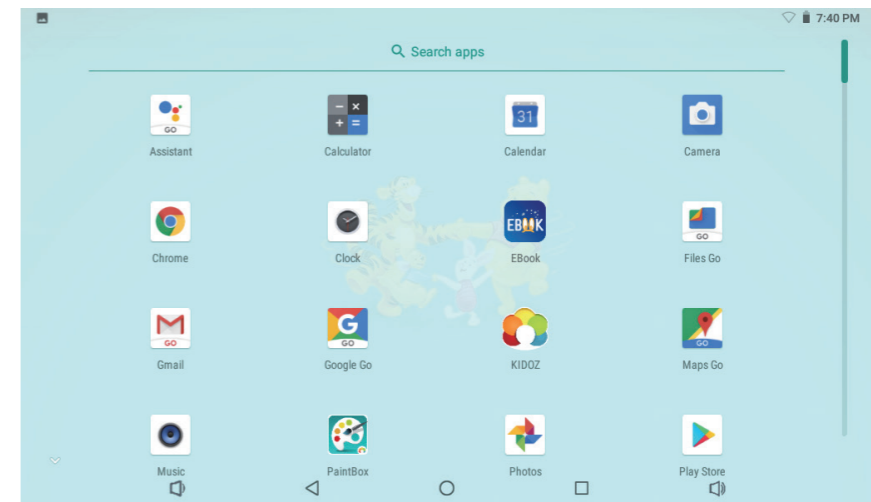 7:40 PM
Search apps
GO
31
Assistant
Calculator
Calendar
Camera
EBOOK
GO
Chrome
Clock
EBook
Files Go
GO
G
GO
GO
Gmail
Google Go
KIDOZ
Maps Go
Music
PaintBox
Photos
Play Store